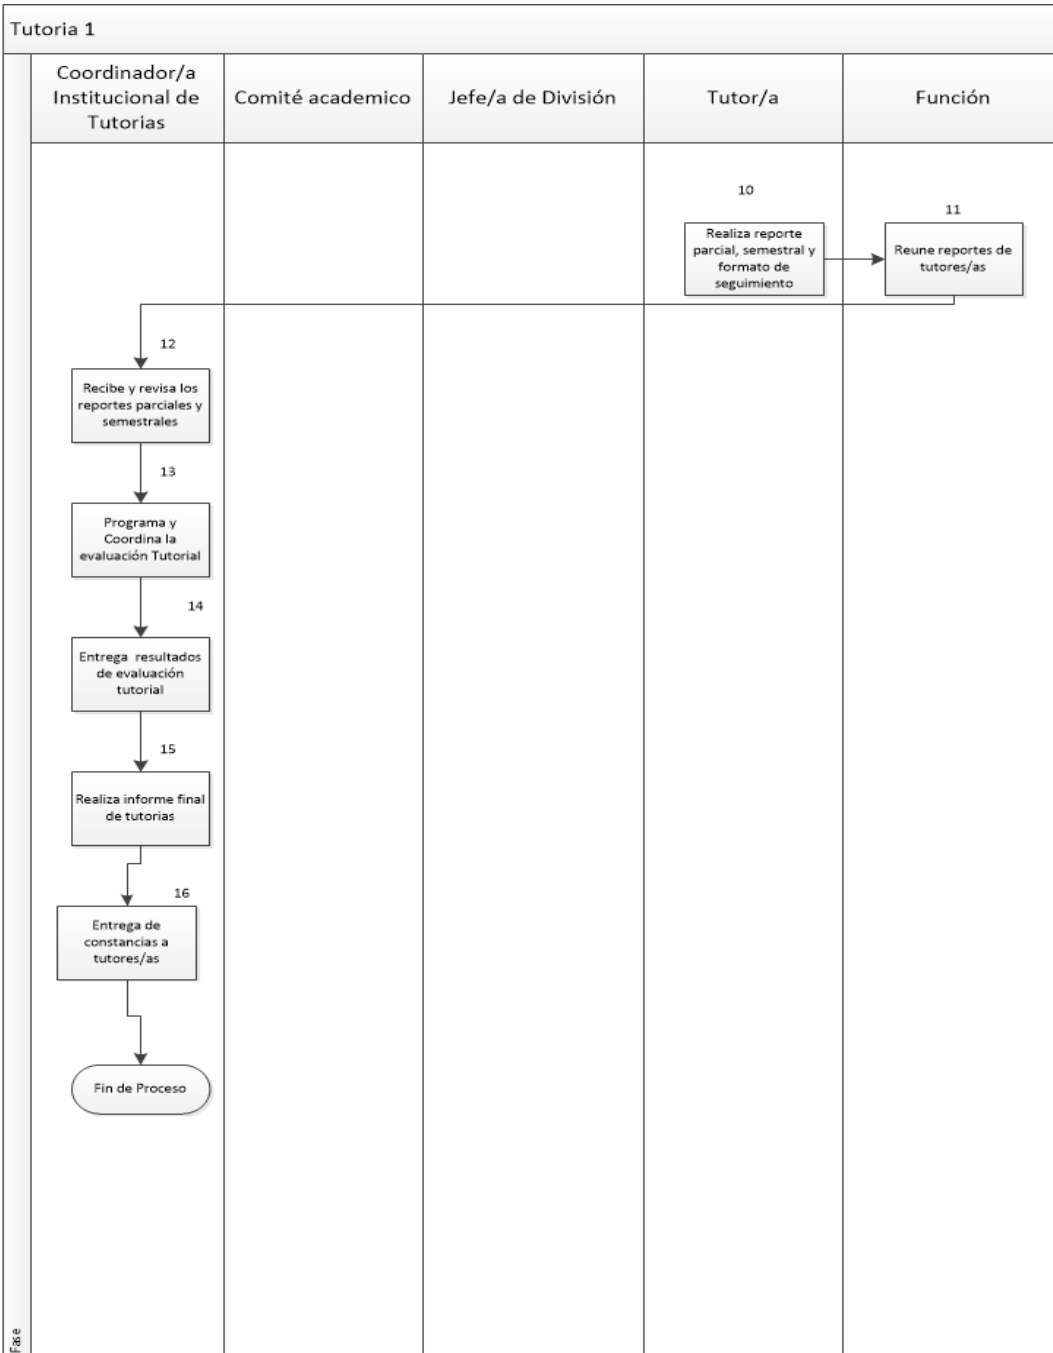 Tutoria 1
Coordinador/a
Institucional de
Tutorias
Comité academico
Jefe/a de División
Tutor/a
Función
10
Realiza reporte
parcial, semestral y
formato de
seguimiento
11
Reune reportes de
tutores/as
12
Recibe y revisa los
reportes parciales y
semestrales
13
Programa y
Coordina la
evaluación Tutorial
14
Entrega resultados
de evaluación
tutorial
15
Realiza informe final
de tutorias
16
Entrega de
constancias a
tutores/as
Fin de Proceso
Fase